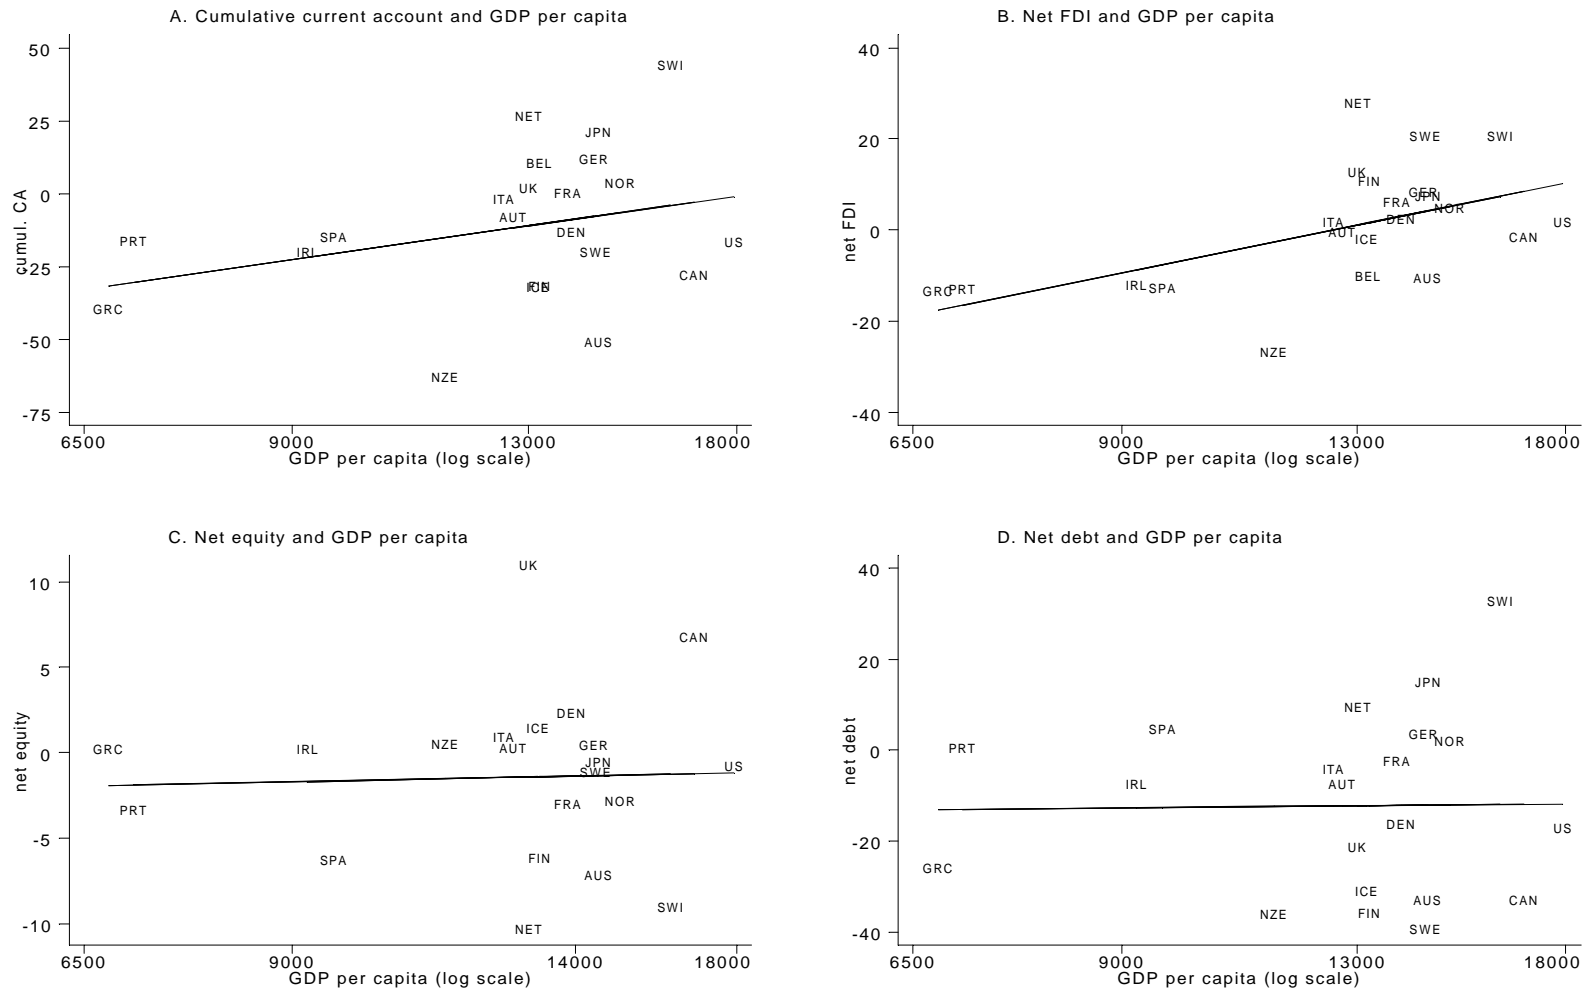 A. Cumulative current account and GDP per capita
50
25
0
-25
-50
-75
cumul. CA
SWI
NET
JPN
BEL
GER
NOR
UK
FRA
ITA
AUT
DEN
PRT
SPA
US
IRL
SWE
CAN
FIN
ICE
GRC
AUS
NZE
6500 9000 13000 18000
GDP per capita (log scale)
B. Net FDI and GDP per capita
40
20
0
-20
-40
net FDI
NET
SWE
SWI
UK
FIN
GER
JPN
FRA
NOR
DEN
ITA
US
AUT
ICE
CAN
BEL
AUS
IRL
SPA
GRC
PRT
NZE
6500 9000 13000 18000
GDP per capita (log scale)
C. Net equity and GDP per capita
10
5
0
-5
-10
net equity
UK
CAN
DEN
ICE
ITA
NZE
GER
AUT
GRC
IRL
JPN
US
SWE
NOR
FRA
PRT
FIN
SPA
AUS
SWI
NET
6500 9000 14000 18000
GDP per capita (log scale)
D. Net debt and GDP per capita
40
20
0
-20
-40
net debt
SWI
JPN
NET
SPA
GER
NOR
PRT
FRA
ITA
IRL
AUT
DEN
US
UK
GRC
ICE
AUS
CAN
NZE
FIN
SWE
6500 9000 13000 18000
GDP per capita (log scale)